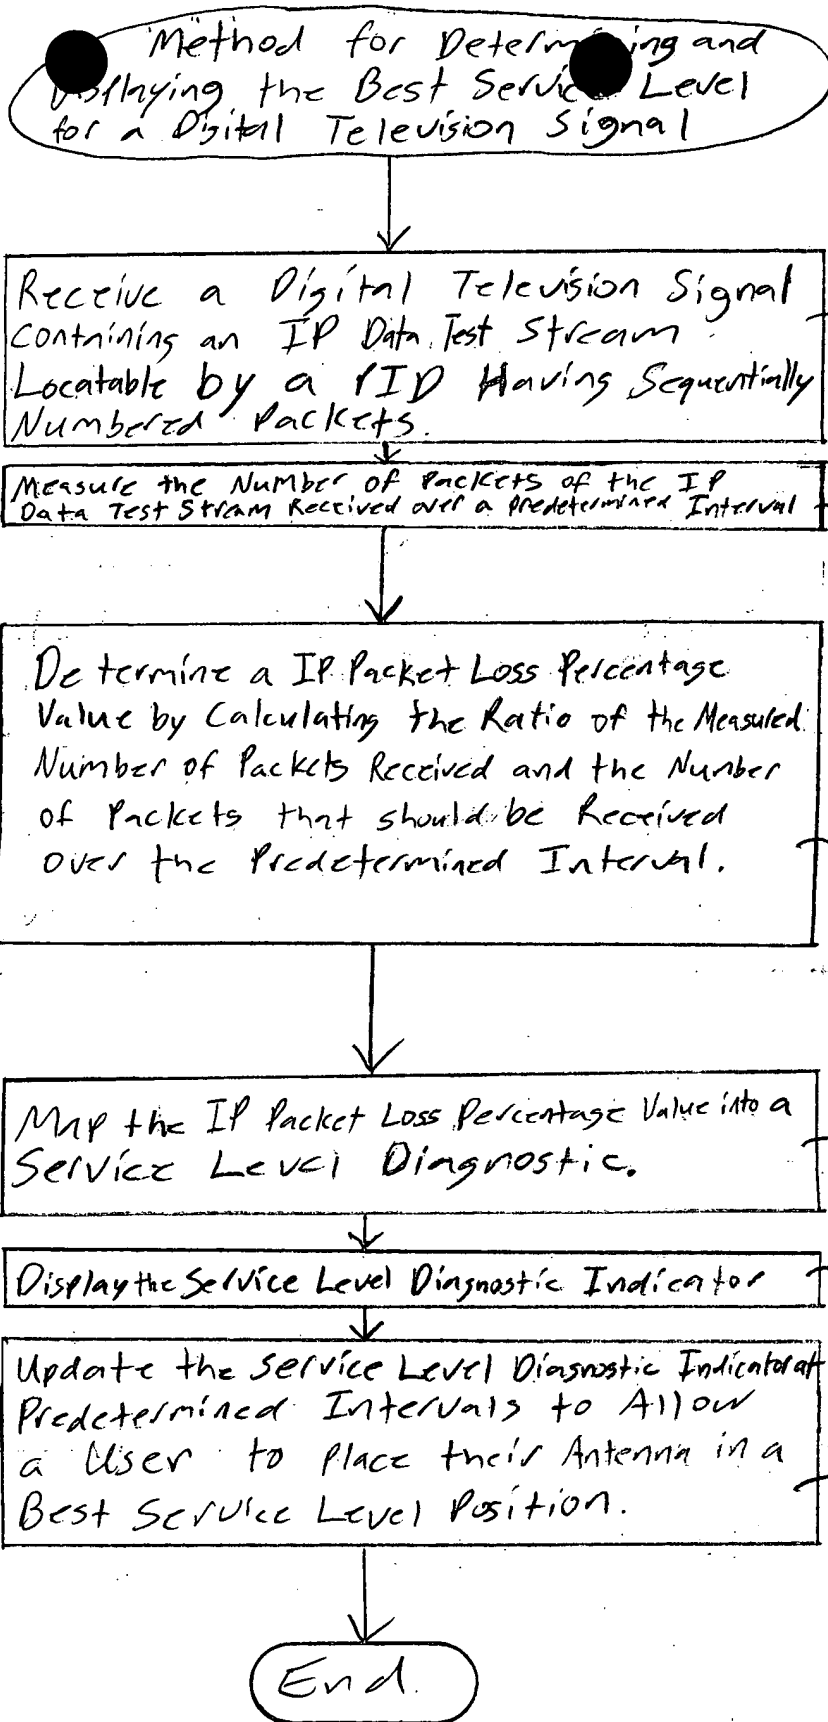 Method for Determining and
Displaying the Best Service Level
for a Digital Television Signal
Receive a Digital Television Signal
Containing an IP Data Test Stream
Locatable by a PID Having Sequentially
Numbered Packets.
Measure the Number of Packets of the IP
Data Test Stream Received over a Predetermined Interval
Determine a IP Packet Loss Percentage
Value by Calculating the Ratio of the Measured
Number of Packets Received and the Number
of Packets that should be Received
over the Predetermined Interval.
Map the IP Packet Loss Percentage Value into a
Service Level Diagnostic.
Display the Service Level Diagnostic Indicator
Update the Service Level Diagnostic Indicator at
Predetermined Intervals to Allow
a User to Place their Antenna in a
Best Service Level Position.
End.